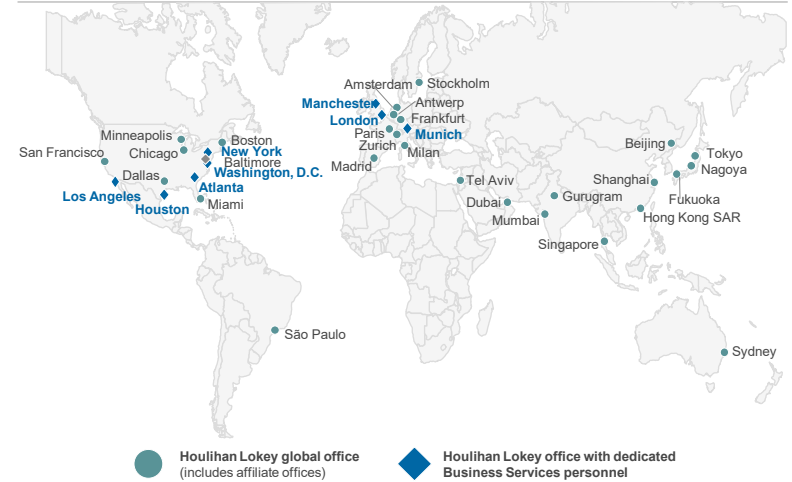 Amsterdam
Stockholm
Manchester
Antwerp
London
Frankfurt
Paris
Munich
Zurich
Milan
Madrid
Minneapolis
Boston
San Francisco
Chicago
New York
Baltimore
Dallas
Washington, D.C.
Los Angeles
Atlanta
Houston
Miami
Beijing
Tokyo
Nagoya
Tel Aviv
Shanghai
Dubai
Gurugram
Fukuoka
Mumbai
Hong Kong SAR
Singapore
São Paulo
Sydney
Houlihan Lokey global office
(includes affiliate offices)
Houlihan Lokey office with dedicated
Business Services personnel